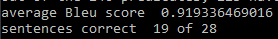 average Bleu score  0.919336469016
sentences correct  19 of 28